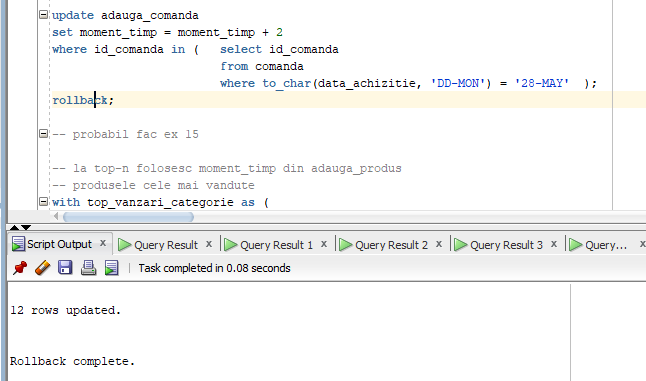 update adauga_comanda
set moment_timp = moment_timp + 2
where id_comanda in (   select id_comanda
from comanda
where to_char(data_achizitie, 'DD-MON') = '28-MAY'  );
rollback;
-- probabil fac ex 15
-- la top-n folosesc moment_timp din adauga_produs
-- produsele cele mai vandute
with top_vanzari_categorie as (
Script Output x Query Result x Query Result 1 x Query Result 2 x Query Result 3 x Query... x
Task completed in 0.08 seconds
12 rows updated.
Rollback complete.